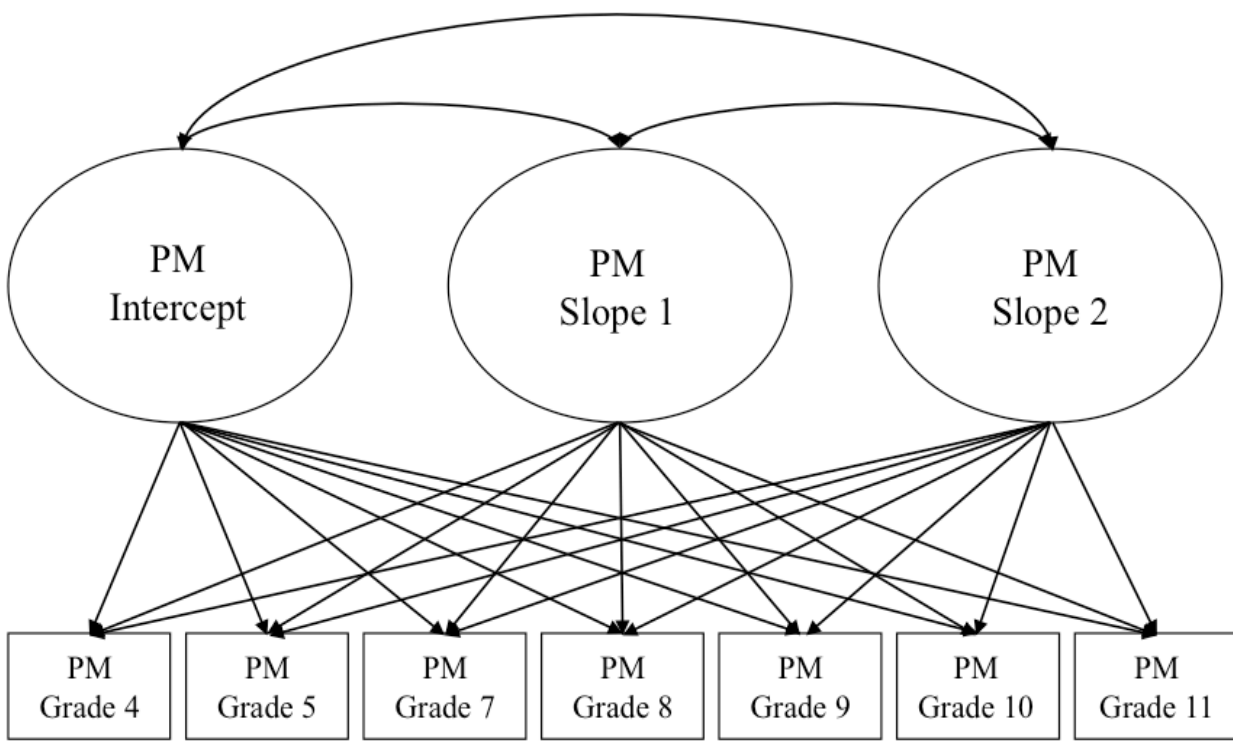 PM
Intercept
PM
Slope 1
PM
Slope 2
PM
Grade 4
PM
Grade 5
PM
Grade 7
PM
Grade 8
PM
Grade 9
PM
Grade 10
PM
Grade 11